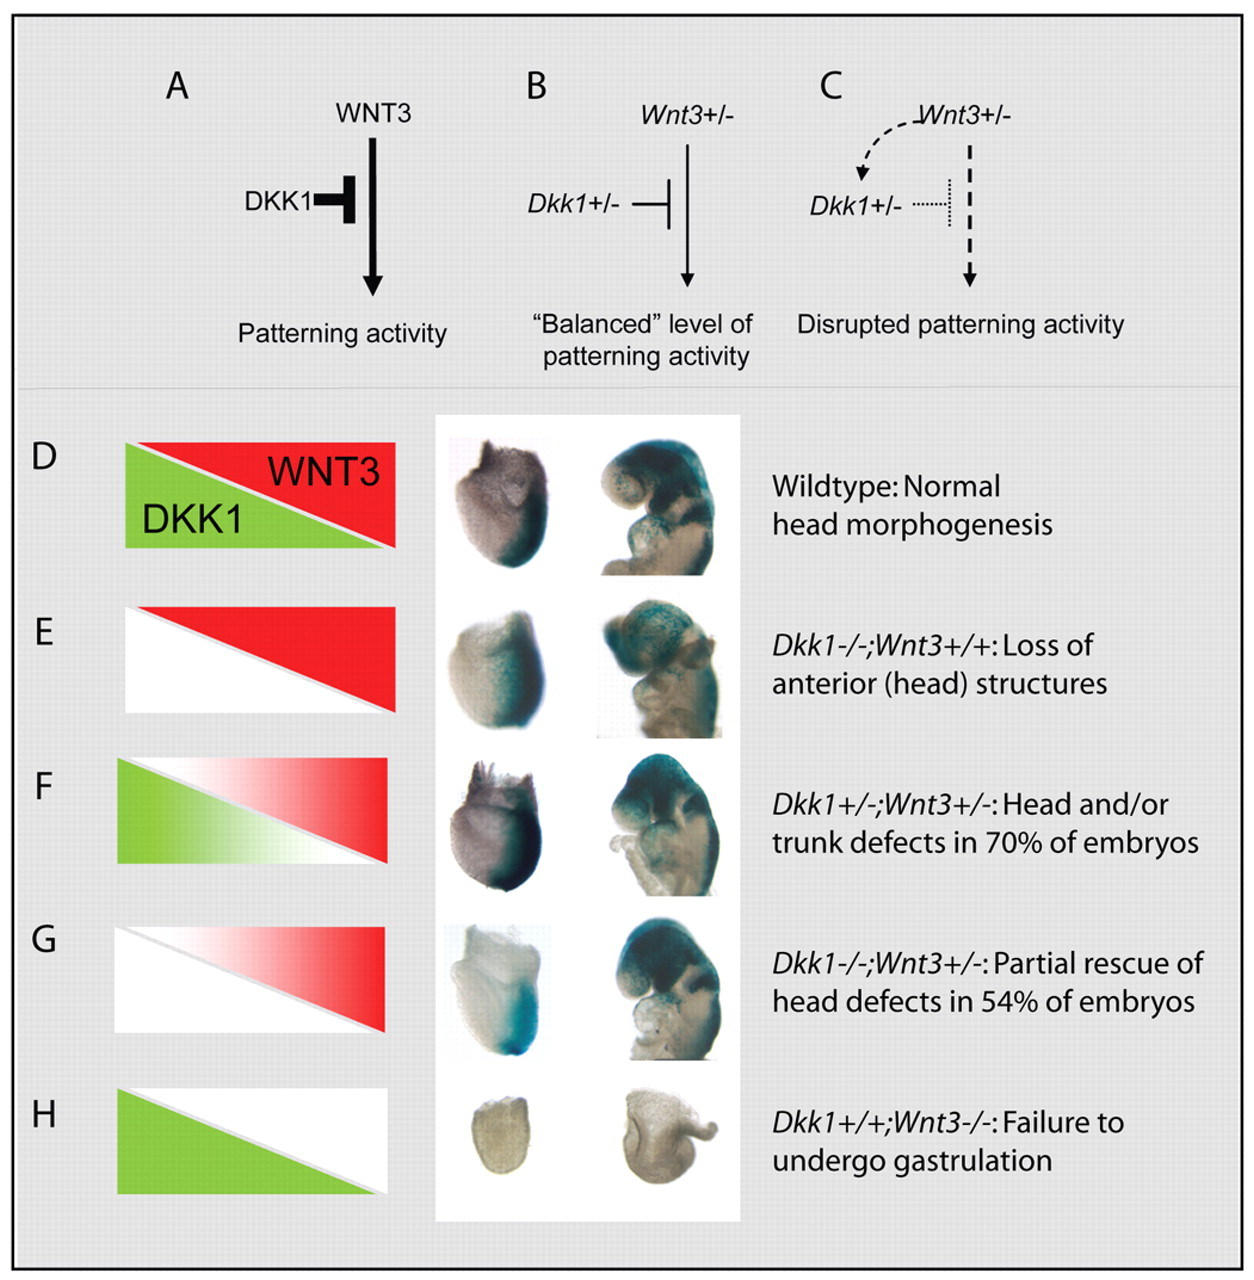 A
B
C
WNT3
Wnt3+/-
Wnt3+/-
DKK1
Dkk1+/-
Dkk1+/-
Patterning activity
“Balanced” level of
patterning activity
Disrupted patterning activity
D
WNT3
DKK1
Wildtype: Normal
head morphogenesis
E
Dkk1-/-;Wnt3+/+: Loss of
anterior (head) structures
F
Dkk1+/-;Wnt3+/-: Head and/or
trunk defects in 70% of embryos
G
Dkk1-/-;Wnt3+/-: Partial rescue of
head defects in 54% of embryos
H
Dkk1+/+;Wnt3-/-: Failure to
undergo gastrulation